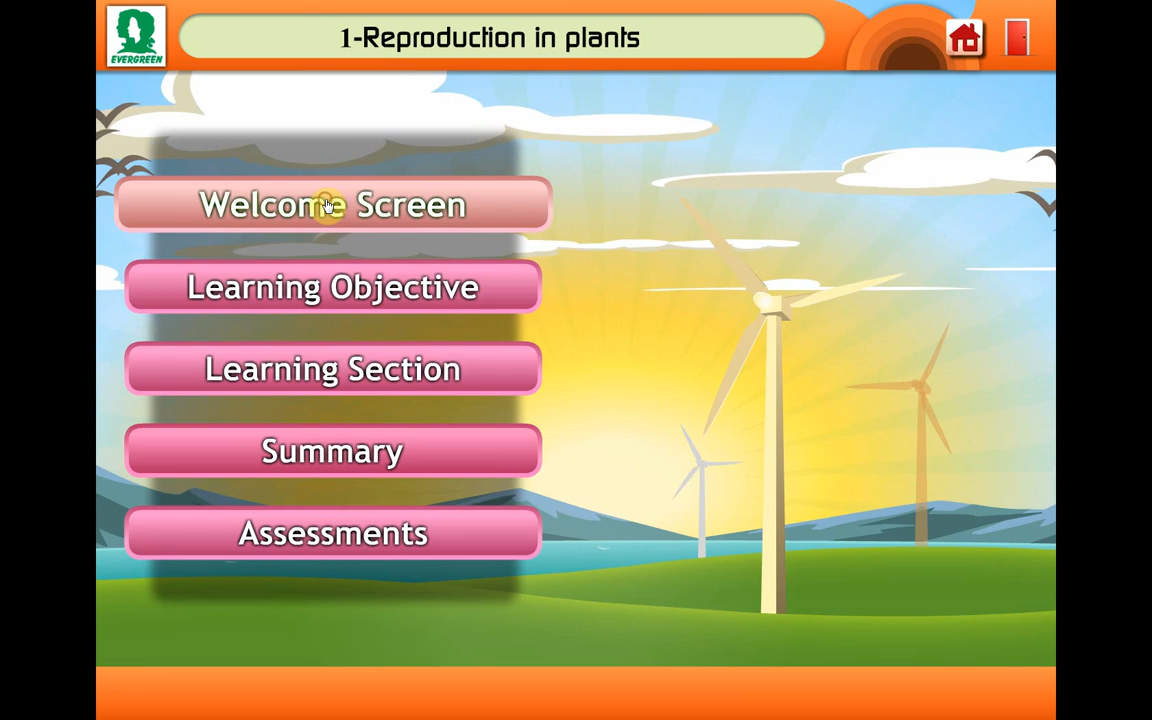 EVERGREEN
1-Reproduction in plants
Welcome Screen
Learning Objective
Learning Section
Summary
Assessments